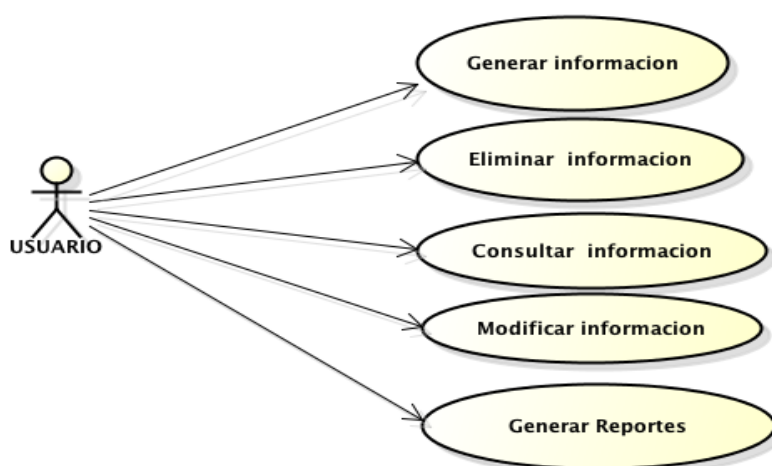 Generar informacion
Eliminar informacion
USUARIO
Consultar informacion
Modificar informacion
Generar Reportes